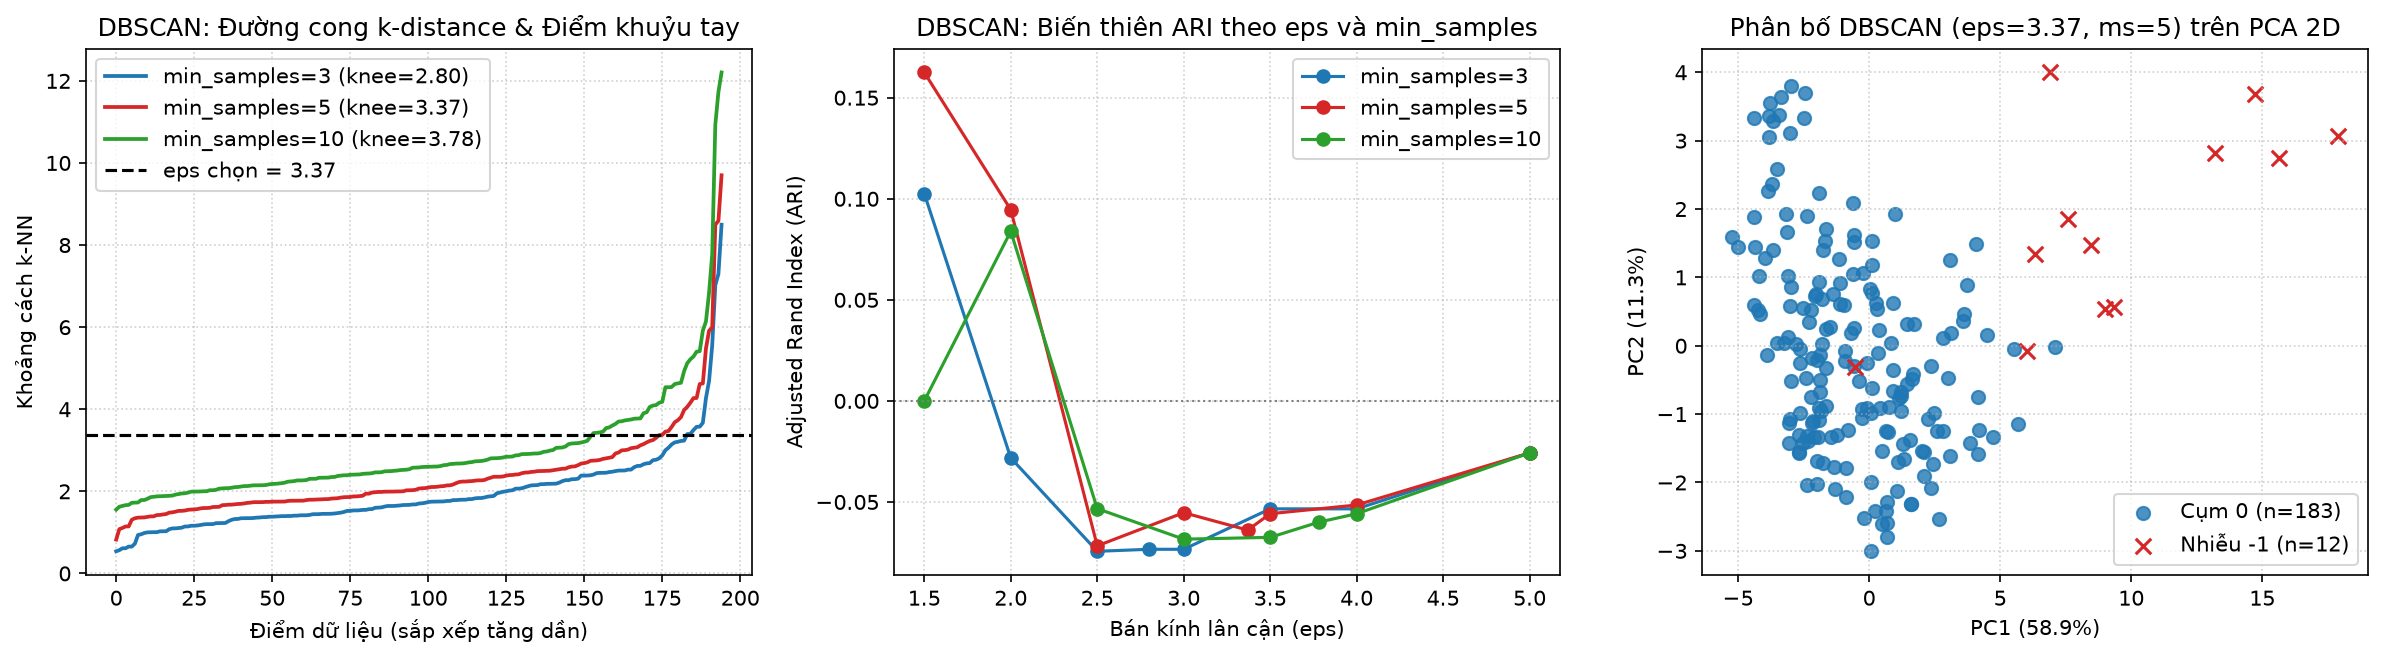 DBSCAN: Đường cong k-distance & Điểm khuỷu tay
min_samples=3 (knee=2.80)
min_samples=5 (knee=3.37)
min_samples=10 (knee=3.78)
eps chọn = 3.37
Khoảng cách k-NN
12
10
8
6
4
2
0
0 25 50 75 100 125 150 175 200
Điểm dữ liệu (sắp xếp tăng dần)
DBSCAN: Biến thiên ARI theo eps và min_samples
min_samples=3
min_samples=5
min_samples=10
Adjusted Rand Index (ARI)
0.15
0.10
0.05
0.00
−0.05
1.5 2.0 2.5 3.0 3.5 4.0 4.5 5.0
Bán kính lân cận (eps)
Phân bố DBSCAN (eps=3.37, ms=5) trên PCA 2D
PC2 (11.3%)
4
3
2
1
0
−1
−2
−3
Cụm 0 (n=183)
Nhiễu -1 (n=12)
−5 0 5 10 15
PC1 (58.9%)